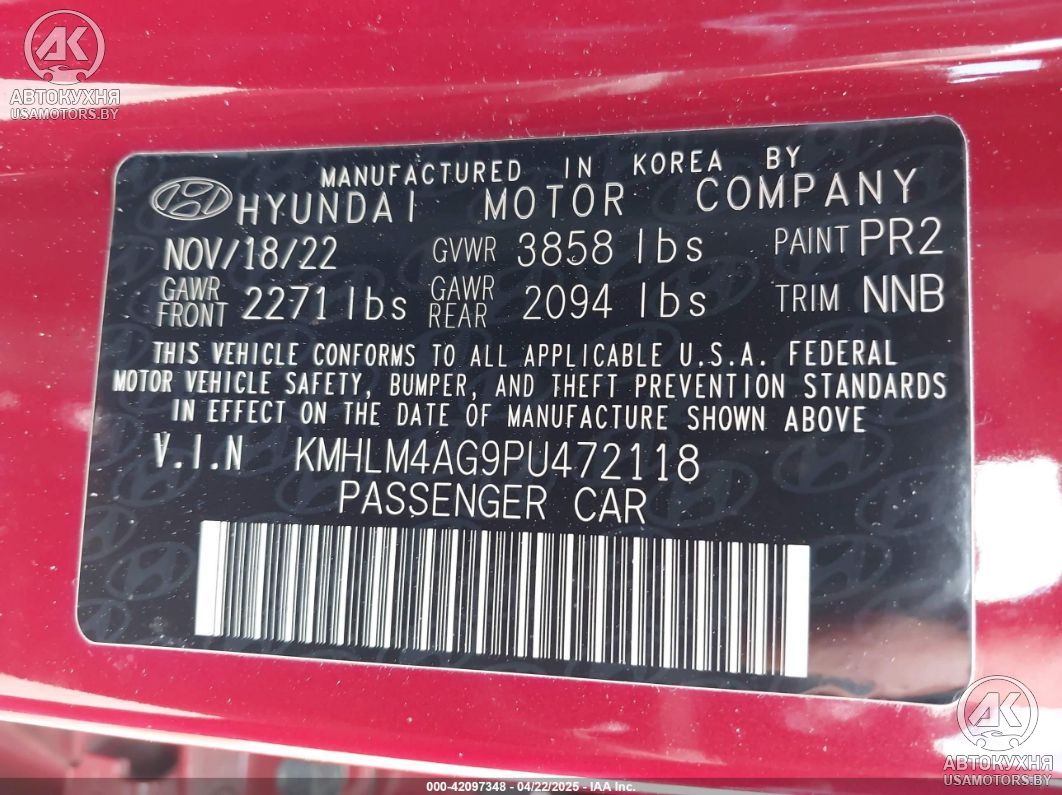 AK
АВТОКУХНЯ
USAMOTORS.BY
MANUFACTURED IN KOREA BY
HYUNDAI MOTOR COMPANY
NOV/18/22 GVWR 3858 lbs PAINT PR2
GAWR FRONT 2271 lbs GAWR REAR 2094 lbs TRIM NNB
THIS VEHICLE CONFORMS TO ALL APPLICABLE U.S.A. FEDERAL
MOTOR VEHICLE SAFETY, BUMPER, AND THEFT PREVENTION STANDARDS
IN EFFECT ON THE DATE OF MANUFACTURE SHOWN ABOVE
V.I.N KMHLM4AG9PU472118
PASSENGER CAR
AK
АВТОКУХНЯ
USAMOTORS.BY
000-42097348 - 04/22/2025 - IAA Inc.